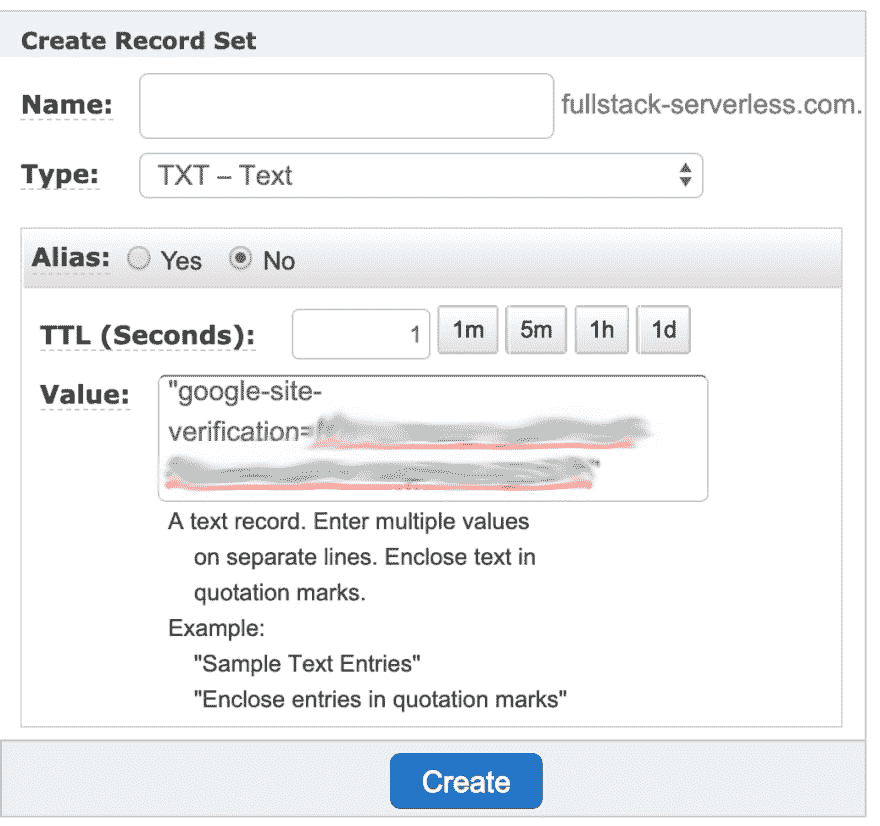 Create Record Set
Name: fullstack-serverless.com.
Type: TXT – Text
Alias: Yes No
TTL (Seconds): 1 1m 5m 1h 1d
Value: "google-site-
verification=
"
A text record. Enter multiple values
on separate lines. Enclose text in
quotation marks.
Example:
"Sample Text Entries"
"Enclose entries in quotation marks"
Create